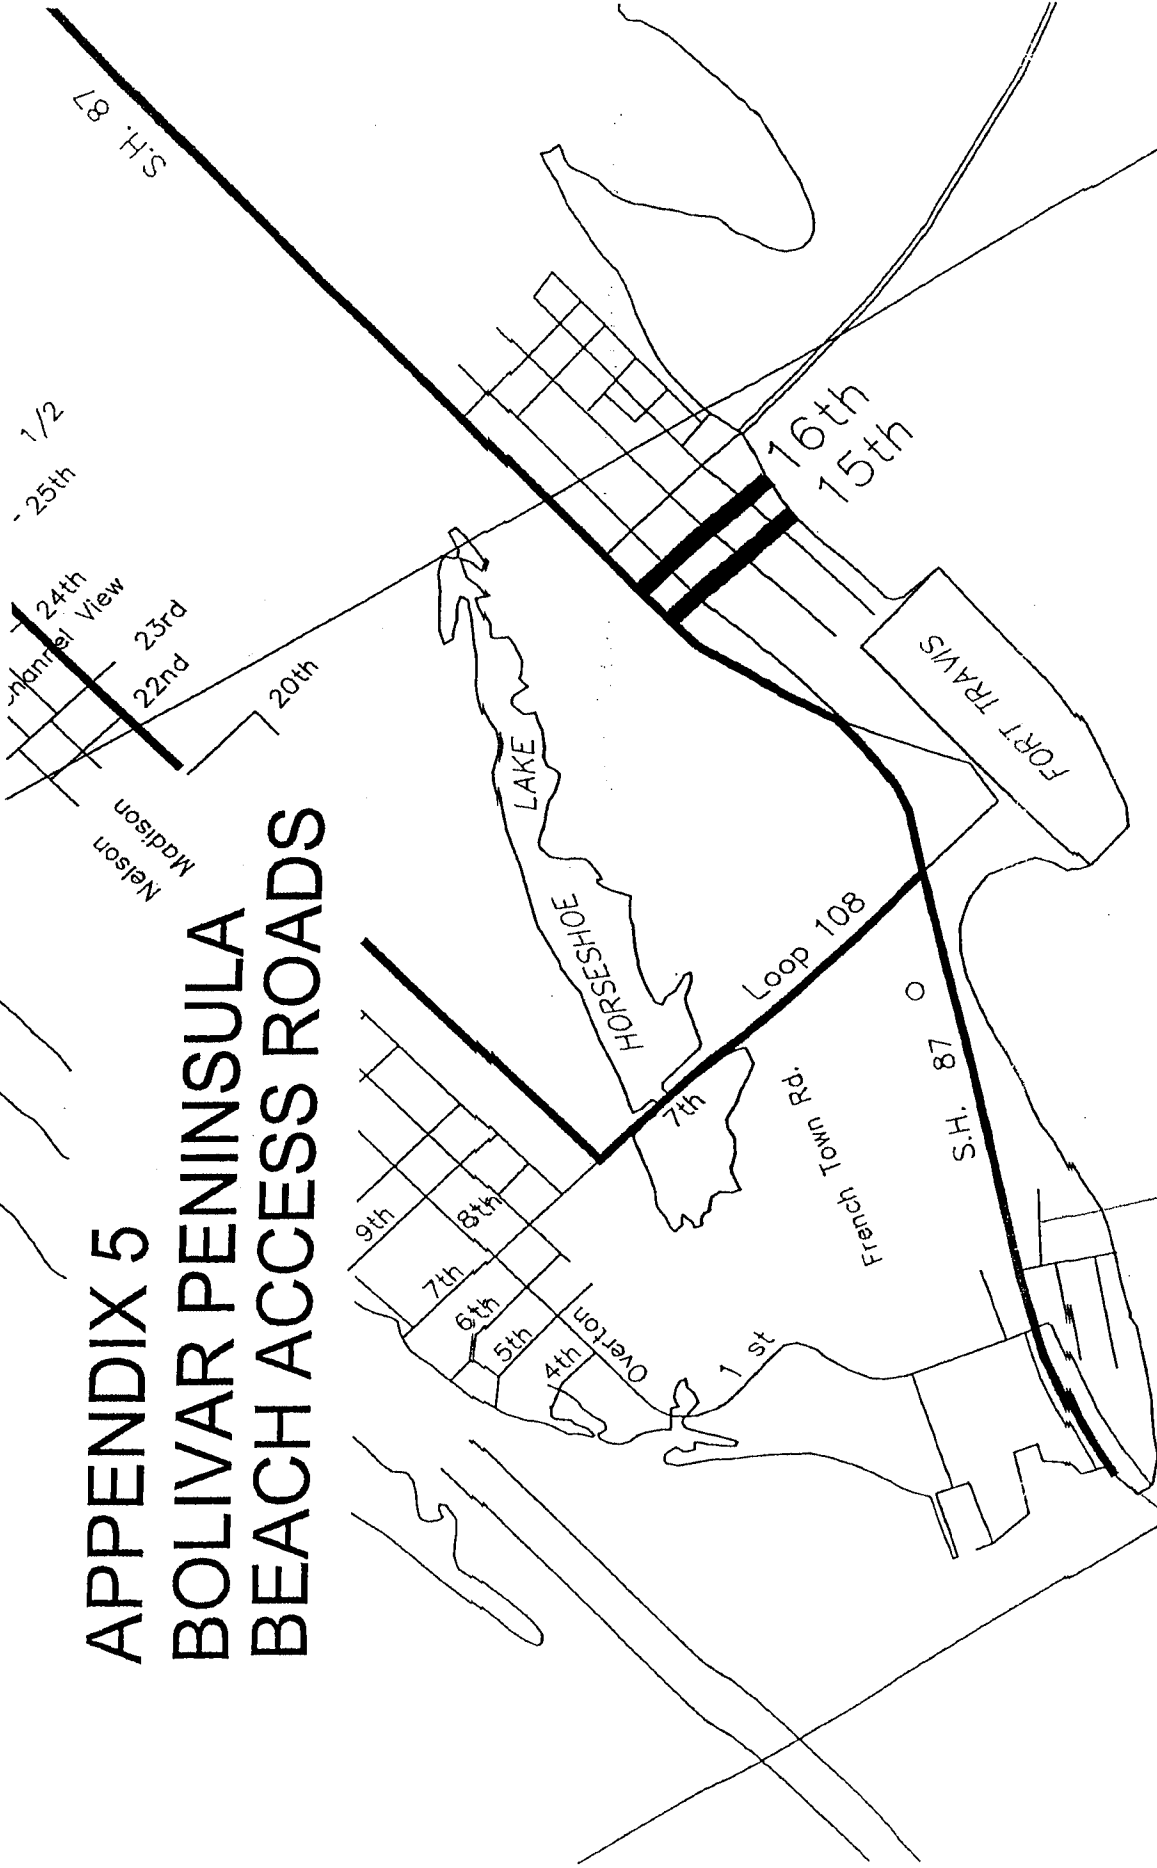 APPENDIX 5
BOLIVAR PENINSULA
BEACH ACCESS ROADS
S.H. 87
1/2
- 25th
24th
Channel View
23rd
22nd
20th
Madison
Nelson
16th
15th
HORSESHOE LAKE
FORT TRAVIS
Loop 108
7th
French Town Rd.
S.H. 87
9th
8th
7th
6th
5th
4th
Overton
1 st